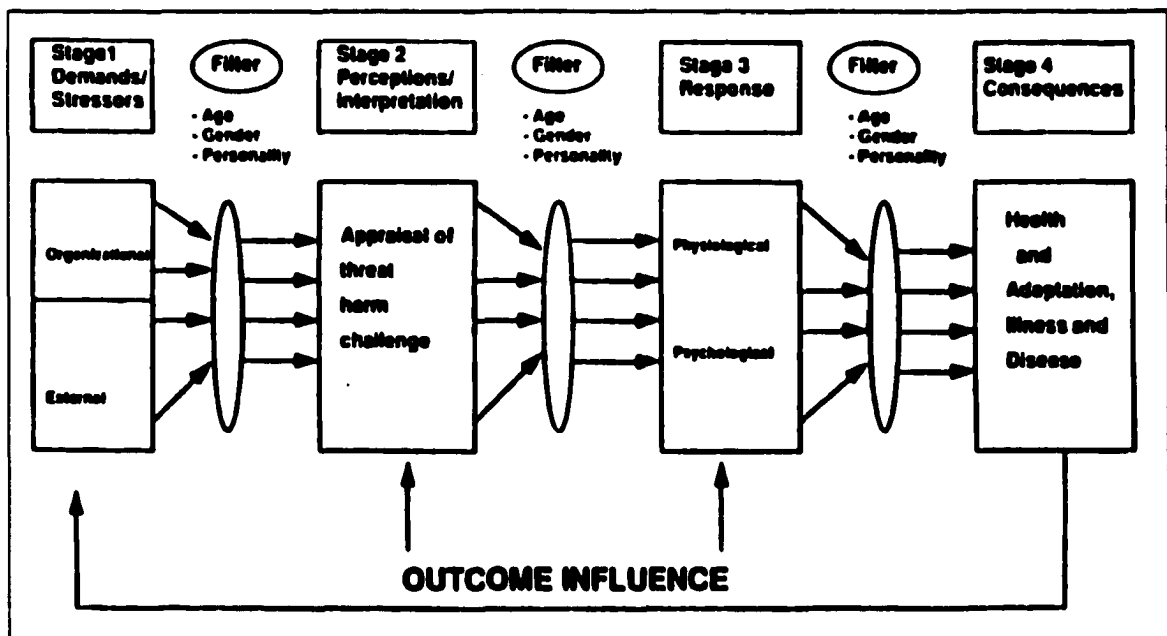 Stage1
Demands/
Stressors
Filter
- Age
- Gender
- Personality
Stage 2
Perceptions/
Interpretation
Filter
- Age
- Gender
- Personality
Stage 3
Response
Filter
- Age
- Gender
- Personality
Stage 4
Consequences
Organizational
External
Appraisal of
threat
harm
challenge
Physiological
Psychological
Health
and
Adaptation,
Illness and
Disease
OUTCOME INFLUENCE